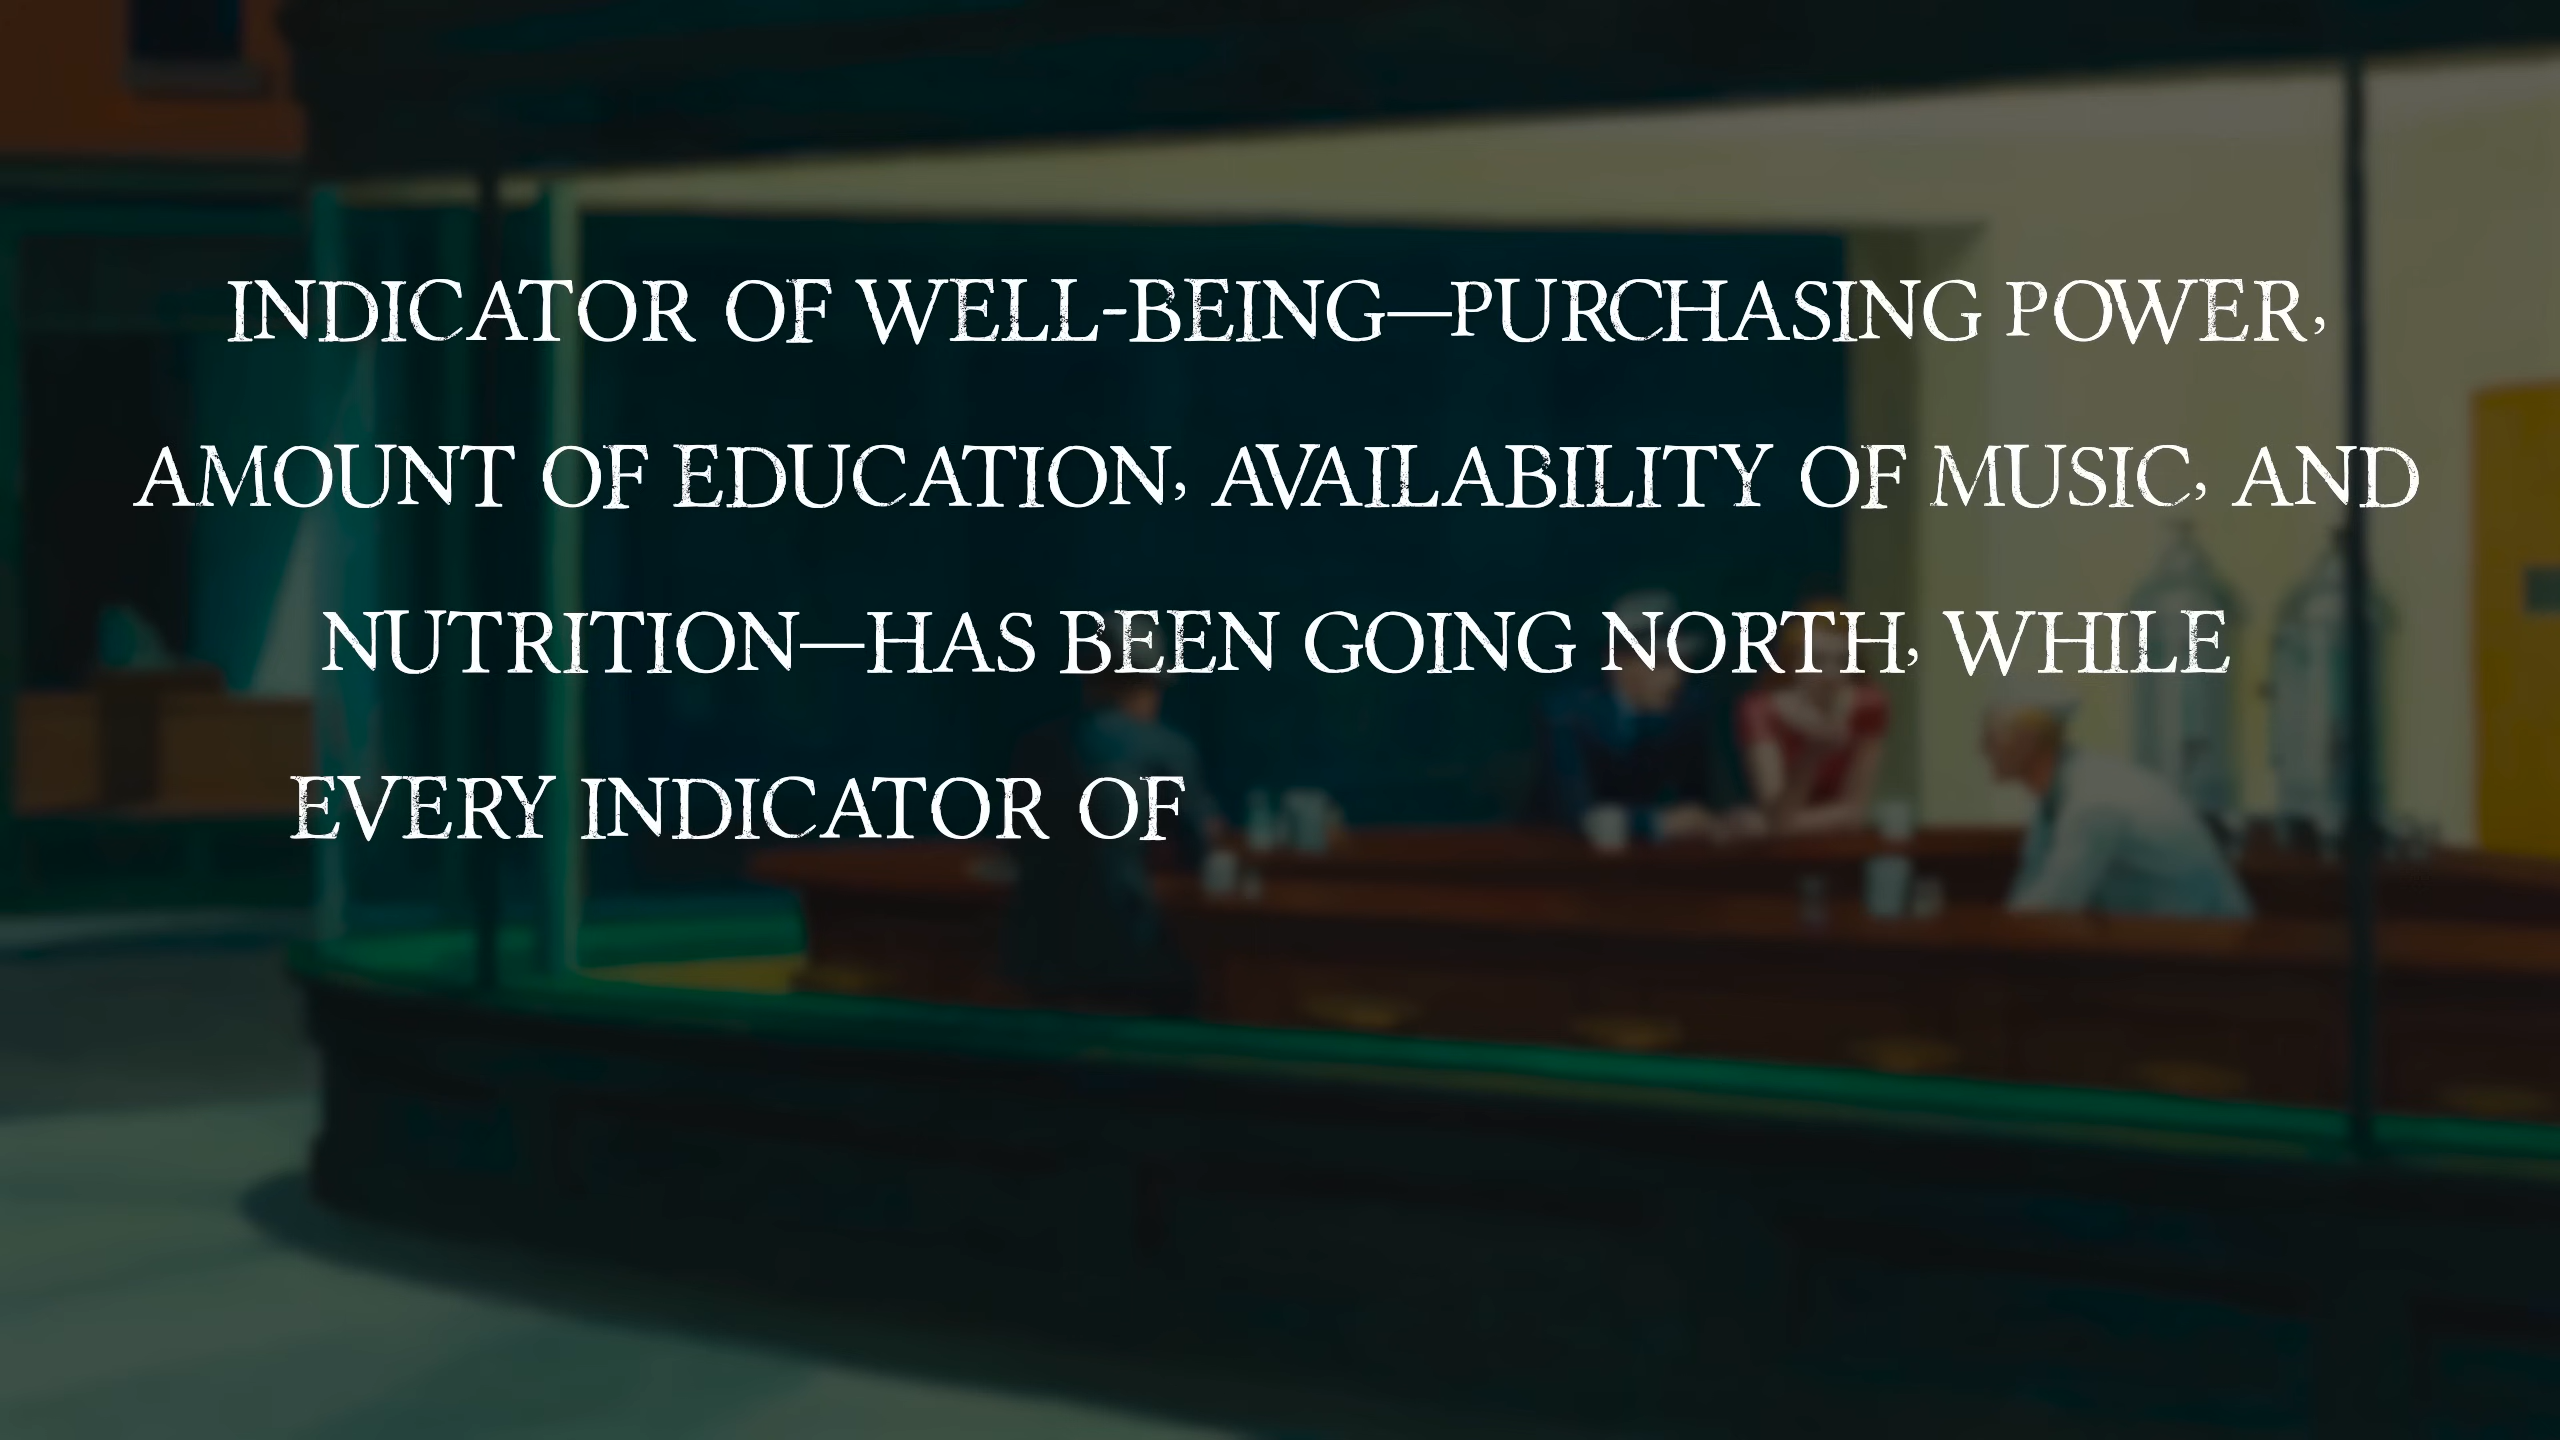 INDICATOR OF WELL-BEING—PURCHASING POWER,
AMOUNT OF EDUCATION, AVAILABILITY OF MUSIC, AND
NUTRITION—HAS BEEN GOING NORTH, WHILE
EVERY INDICATOR OF